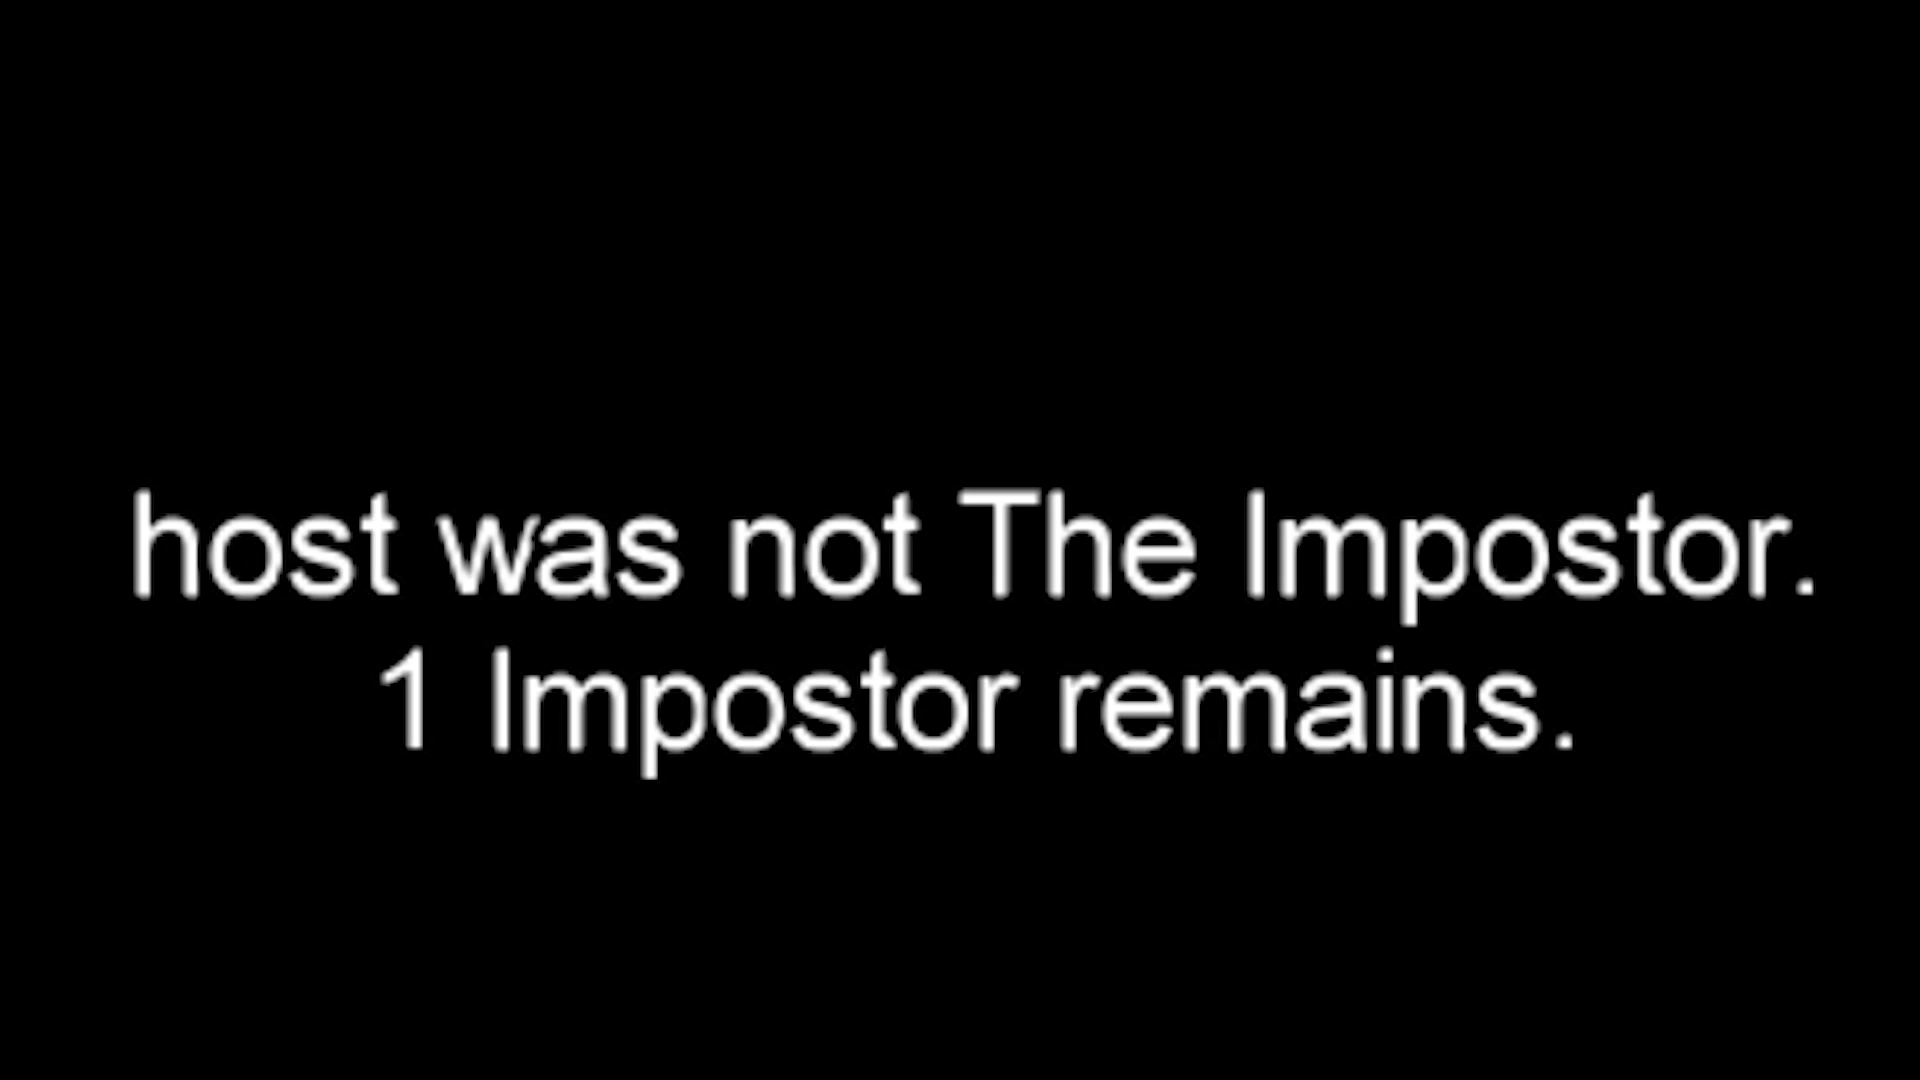 host was not The Impostor.
1 Impostor remains.